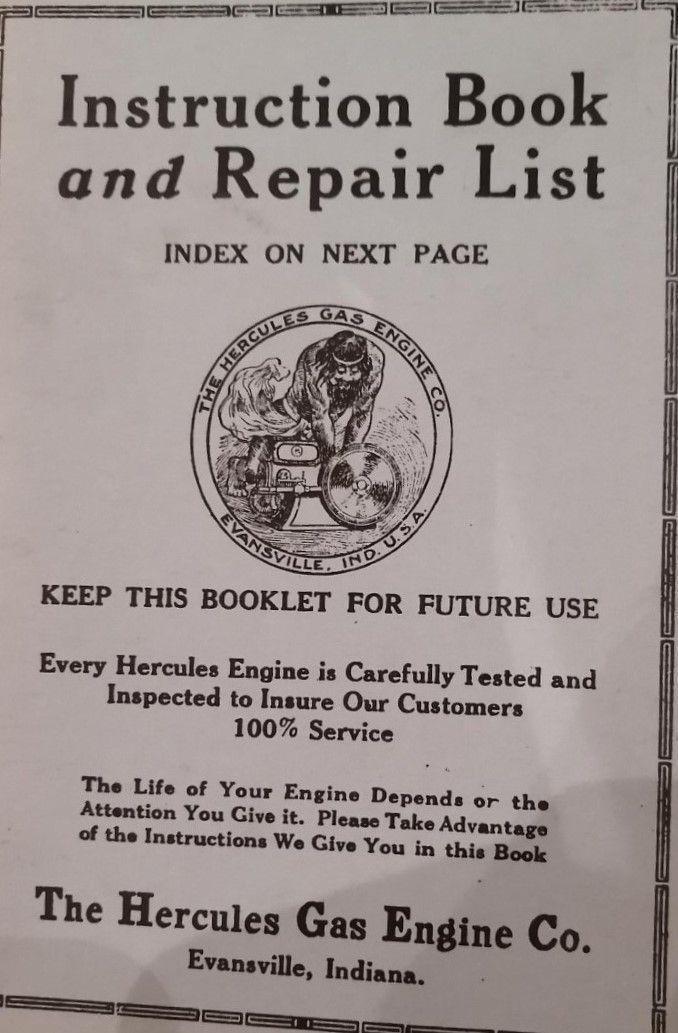 Instruction Book
and Repair List
INDEX ON NEXT PAGE
THE HERCULES GAS ENGINE CO.
EVANSVILLE, IND. U.S.A.
KEEP THIS BOOKLET FOR FUTURE USE
Every Hercules Engine is Carefully Tested and
Inspected to Insure Our Customers
100% Service
The Life of Your Engine Depends or the
Attention You Give it. Please Take Advantage
of the Instructions We Give You in this Book
The Hercules Gas Engine Co.
Evansville, Indiana.